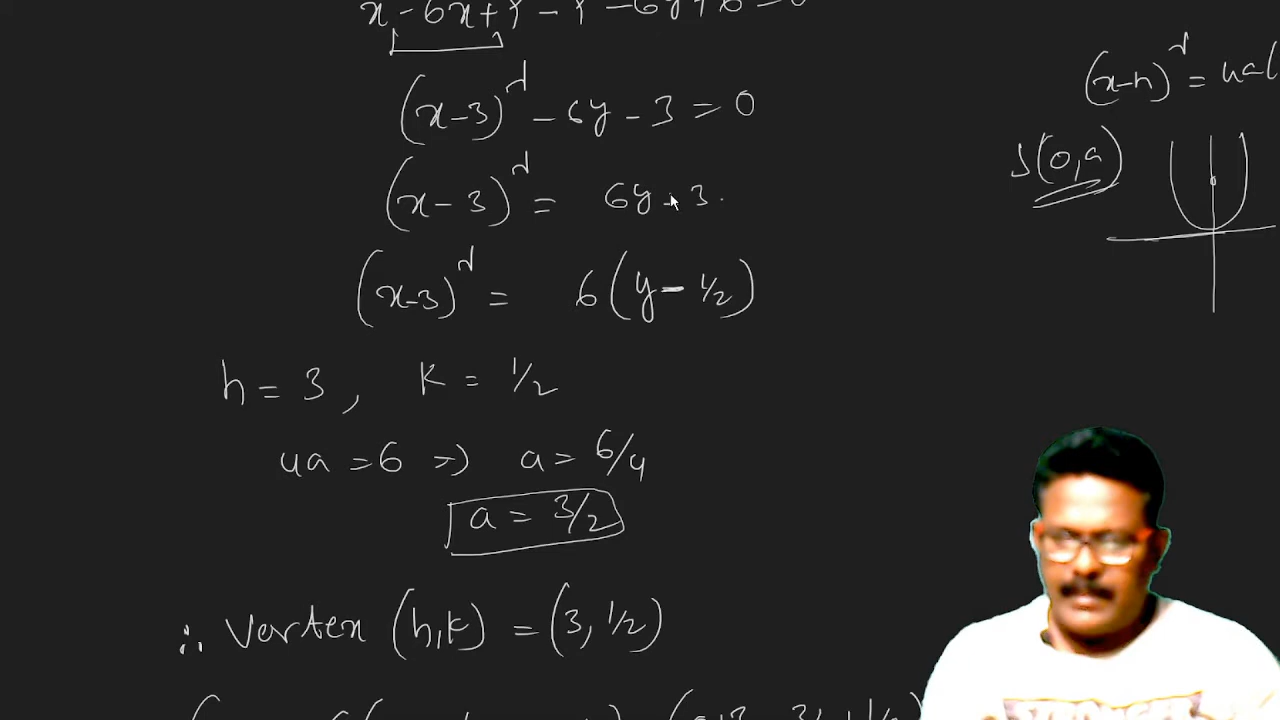 (x-3)² - 6y - 3 = 0
(x-3)² = 6y - 3.
(x-3)² = 6(y - 1/2)
h = 3, k = 1/2
4a = 6 => a = 6/4
a = 3/2
∴ Vertex (h,k) = (3, 1/2)
(x-h)² = 4a(
S(0,a)